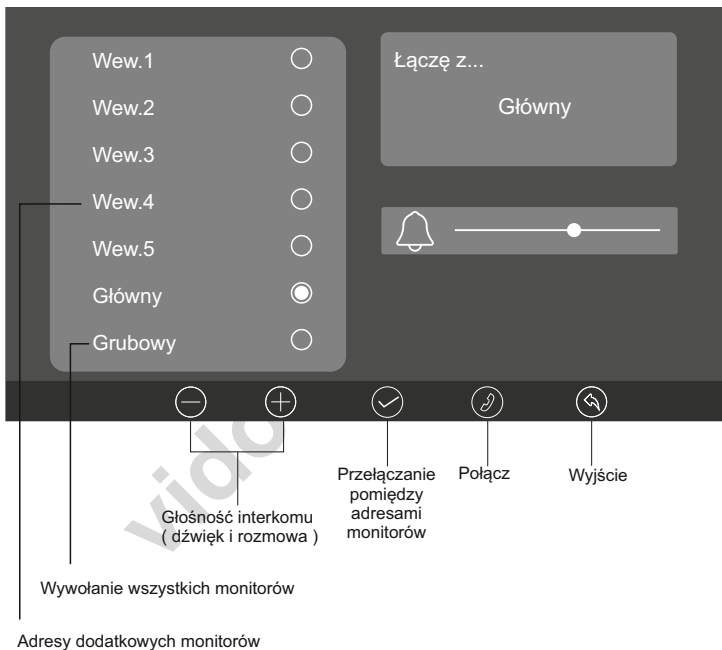 Wew.1
Wew.2
Wew.3
Wew.4
Wew.5
Główny
Grubowy
Łączę z...
Główny
Głośność interkomu
( dźwięk i rozmowa )
Przełączanie
pomiędzy
adresami
monitorów
Połącz
Wyjście
Wywołanie wszystkich monitorów
Adresy dodatkowych monitorów